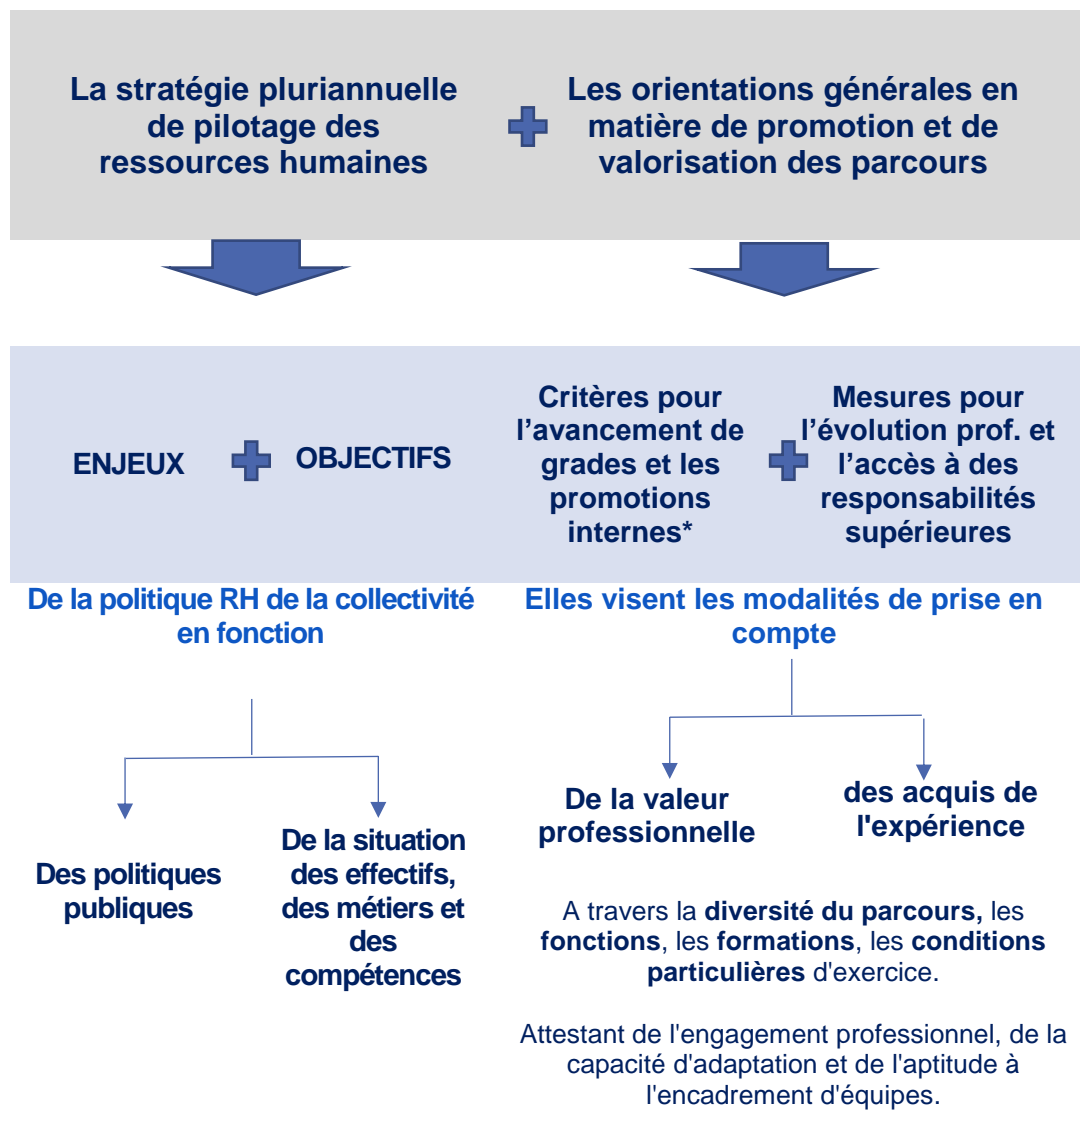 La stratégie pluriannuelle
de pilotage des
ressources humaines
Les orientations générales en
matière de promotion et de
valorisation des parcours
ENJEUX
OBJECTIFS
Critères pour
l’avancement de
grades et les
promotions
internes*
Mesures pour
l’évolution prof. et
l’accès à des
responsabilités
supérieures
De la politique RH de la collectivité
en fonction
Des politiques
publiques
De la situation
des effectifs,
des métiers et
des
compétences
Elles visent les modalités de prise en
compte
De la valeur
professionnelle
des acquis de
l'expérience
A travers la diversité du parcours, les
fonctions, les formations, les conditions
particulières d'exercice.
Attestant de l'engagement professionnel, de la
capacité d'adaptation et de l'aptitude à
l'encadrement d'équipes.